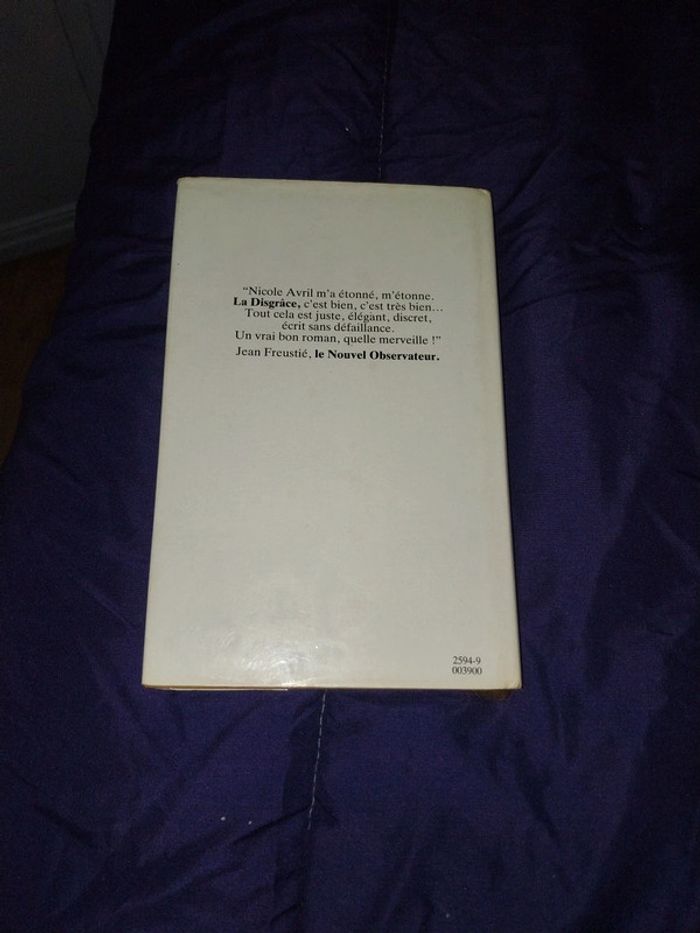 “Nicole Avril m'a étonné, m'étonne.
La Disgrâce, c'est bien, c'est très bien...
Tout cela est juste, élégant, discret,
écrit sans défaillance.
Un vrai bon roman, quelle merveille !”
Jean Freustié, le Nouvel Observateur.
2594-9
003900